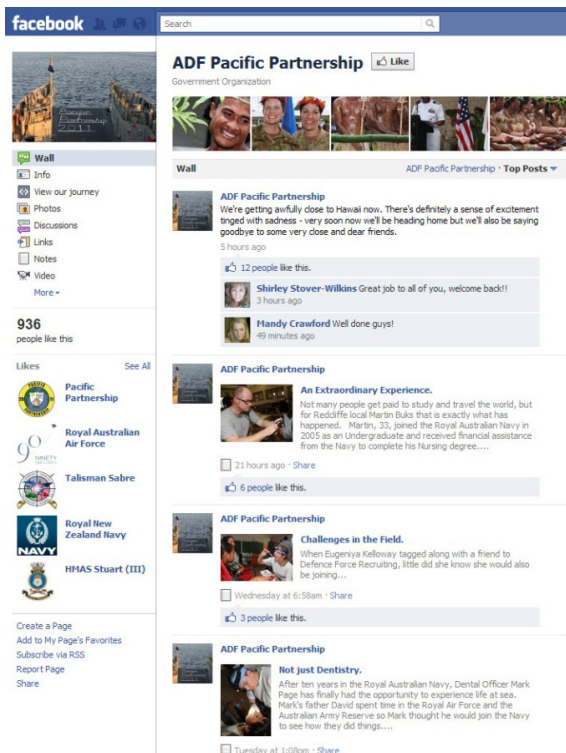 facebook
Search
ADF Pacific Partnership
Like
Government Organization
Pacific
Partnership
2011
Wall
Info
View our journey
Photos
Discussions
Links
Notes
Video
More
936
people like this
Likes
See All
Pacific
Partnership
Royal Australian
Air Force
Talisman Sabre
Royal New
Zealand Navy
NAVY
HMAS Stuart (III)
Create a Page
Add to My Page's Favorites
Subscribe via RSS
Report Page
Share
Wall
ADF Pacific Partnership · Top Posts
ADF Pacific Partnership
We're getting awfully close to Hawaii now. There's definitely a sense of excitement
tinged with sadness - very soon now we'll be heading home but we'll also be saying
goodbye to some very close and dear friends.
5 hours ago
12 people like this.
Shirley Stover-Wilkins Great job to all of you, welcome back!!
3 hours ago
Mandy Crawford Well done guys!
49 minutes ago
ADF Pacific Partnership
An Extraordinary Experience.
Not many people get paid to study and travel the world, but
for Redcliffe local Martin Buks that is exactly what has
happened. Martin, 33, joined the Royal Australian Navy in
2005 as an Undergraduate and received financial assistance
from the Navy to complete his Nursing degree....
21 hours ago · Share
6 people like this.
ADF Pacific Partnership
Challenges in the Field.
When Eugeniya Kelloway tagged along with a friend to
Defence Force Recruiting, little did she know she would also
be joining...
Wednesday at 6:58am · Share
3 people like this.
ADF Pacific Partnership
Not just Dentistry.
After ten years in the Royal Australian Navy, Dental Officer Mark
Page has finally had the opportunity to experience life at sea.
Mark's father David spent time in the Royal Air Force and the
Australian Army Reserve so Mark thought he would join the Navy
to see how they did things....
Tuesday at 1:08pm · Share